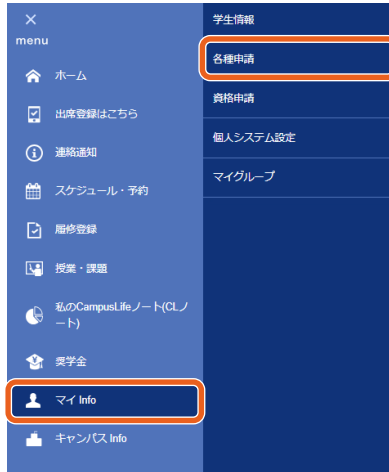 ×
menu
ホーム
出席登録はこちら
連絡通知
スケジュール・予約
履修登録
授業・課題
私のCampusLifeノート(CLノ
ート)
奨学金
マイ Info
キャンパス Info
学生情報
各種申請
資格申請
個人システム設定
マイグループ